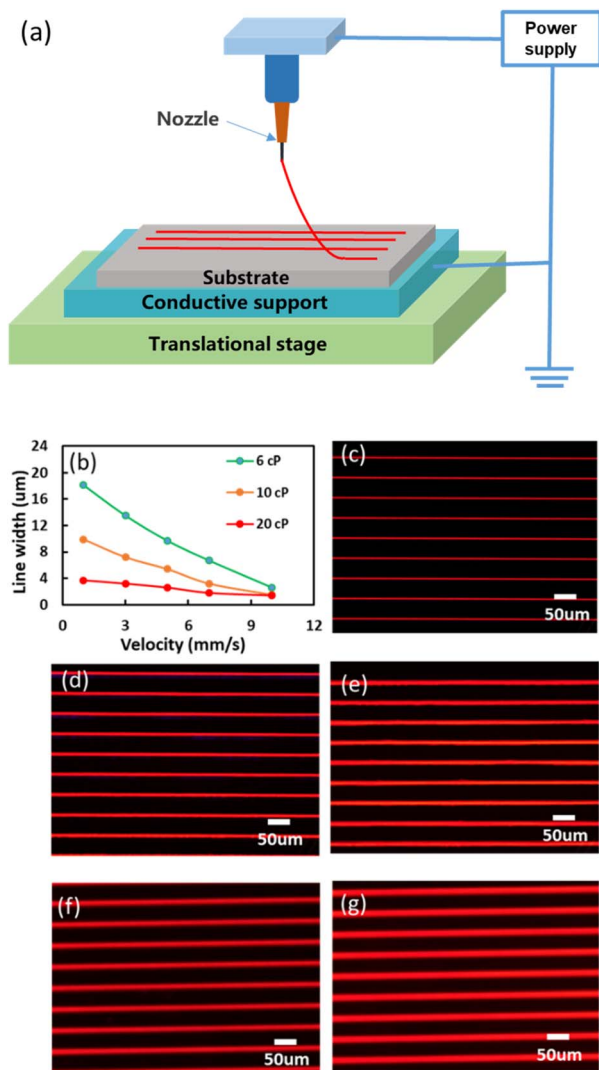 (a)
Power
supply
Nozzle
Substrate
Conductive support
Translational stage
(b)
24
20
16
12
8
4
0
Line width (um)
6 cP
10 cP
20 cP
0 3 6 9 12
Velocity (mm/s)
(c)
50um
(d)
50um
(e)
50um
(f)
50um
(g)
50um